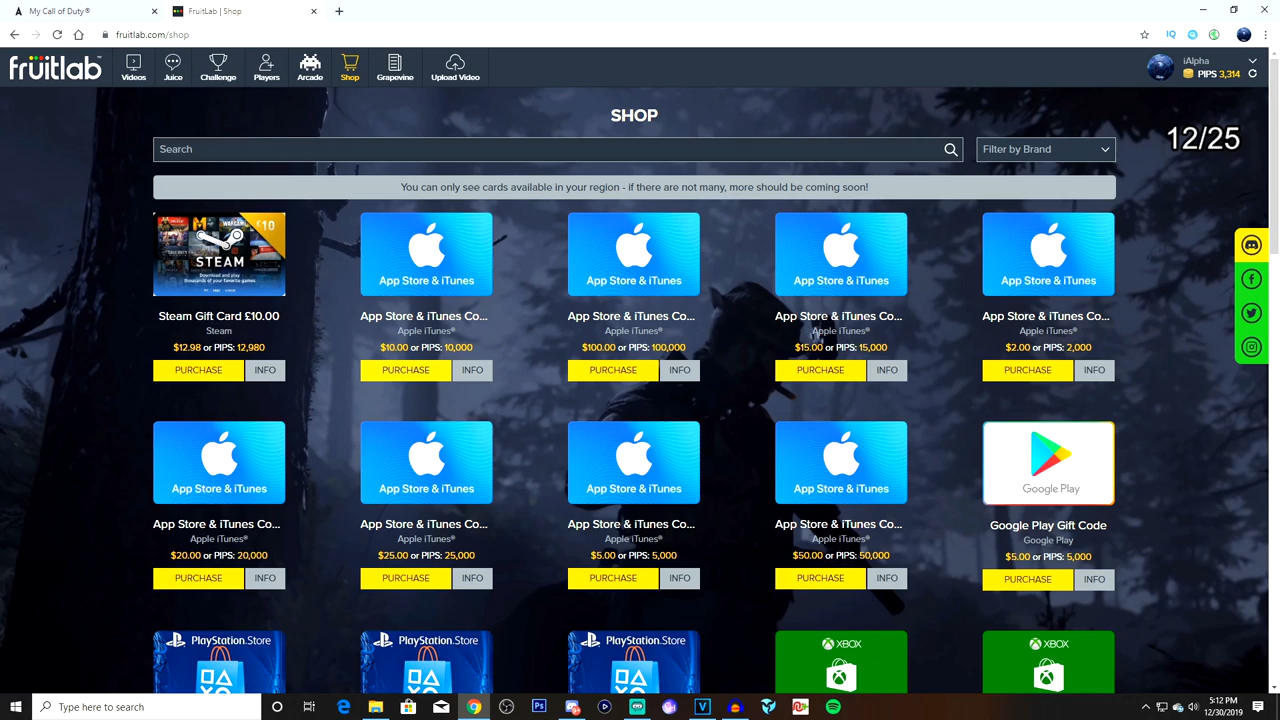 My Call of Duty®
FruitLab | Shop
fruitlab.com/shop
IQ
fruitlab
Videos
Juice
Challenge
Players
Arcade
Shop
Grapevine
Upload Video
iAlpha
PIPS 3,314
SHOP
12/25
Search
Filter by Brand
You can only see cards available in your region - if there are not many, more should be coming soon!
£10
STEAM
Download and play
thousands of your favorite games
App Store & iTunes
App Store & iTunes
App Store & iTunes
App Store & iTunes
Steam Gift Card £10.00
App Store & iTunes Co...
App Store & iTunes Co...
App Store & iTunes Co...
App Store & iTunes Co...
Steam
Apple iTunes®
Apple iTunes®
Apple iTunes®
Apple iTunes®
$12.98 or PIPS: 12,980
$10.00 or PIPS: 10,000
$100.00 or PIPS: 100,000
$15.00 or PIPS: 15,000
$2.00 or PIPS: 2,000
PURCHASE INFO
PURCHASE INFO
PURCHASE INFO
PURCHASE INFO
PURCHASE INFO
App Store & iTunes
App Store & iTunes
App Store & iTunes
App Store & iTunes
Google Play
App Store & iTunes Co...
App Store & iTunes Co...
App Store & iTunes Co...
App Store & iTunes Co...
Google Play Gift Code
Apple iTunes®
Apple iTunes®
Apple iTunes®
Apple iTunes®
Google Play
$20.00 or PIPS: 20,000
$25.00 or PIPS: 25,000
$5.00 or PIPS: 5,000
$50.00 or PIPS: 50,000
$5.00 or PIPS: 5,000
PURCHASE INFO
PURCHASE INFO
PURCHASE INFO
PURCHASE INFO
PURCHASE INFO
PlayStation.Store
PlayStation.Store
PlayStation.Store
XBOX
XBOX
Type here to search
Ps
V
5:12 PM
12/30/2019